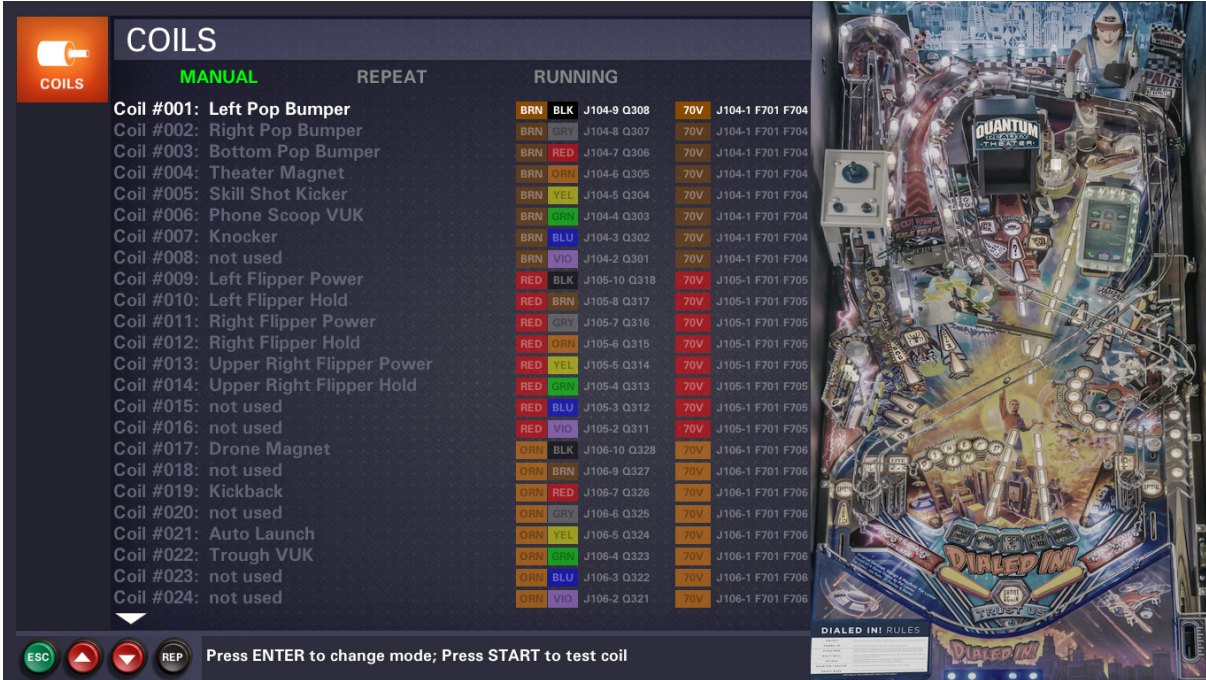 COILS
COILS
MANUAL REPEAT RUNNING
Coil #001: Left Pop Bumper BRN BLK J104-9 Q308 70V J104-1 F701 F704
Coil #002: Right Pop Bumper BRN GRY J104-8 Q307 70V J104-1 F701 F704
Coil #003: Bottom Pop Bumper BRN RED J104-7 Q306 70V J104-1 F701 F704
Coil #004: Theater Magnet BRN ORN J104-6 Q305 70V J104-1 F701 F704
Coil #005: Skill Shot Kicker BRN YEL J104-5 Q304 70V J104-1 F701 F704
Coil #006: Phone Scoop VUK BRN GRN J104-4 Q303 70V J104-1 F701 F704
Coil #007: Knocker BRN BLU J104-3 Q302 70V J104-1 F701 F704
Coil #008: not used BRN VIO J104-2 Q301 70V J104-1 F701 F704
Coil #009: Left Flipper Power RED BLK J105-10 Q318 70V J105-1 F701 F705
Coil #010: Left Flipper Hold RED BRN J105-8 Q317 70V J105-1 F701 F705
Coil #011: Right Flipper Power RED GRY J105-7 Q316 70V J105-1 F701 F705
Coil #012: Right Flipper Hold RED ORN J105-6 Q315 70V J105-1 F701 F705
Coil #013: Upper Right Flipper Power RED YEL J105-5 Q314 70V J105-1 F701 F705
Coil #014: Upper Right Flipper Hold RED GRN J105-4 Q313 70V J105-1 F701 F705
Coil #015: not used RED BLU J105-3 Q312 70V J105-1 F701 F705
Coil #016: not used RED VIO J105-2 Q311 70V J105-1 F701 F705
Coil #017: Drone Magnet ORN BLK J106-10 Q328 70V J106-1 F701 F706
Coil #018: not used ORN BRN J106-9 Q327 70V J106-1 F701 F706
Coil #019: Kickback ORN RED J106-7 Q326 70V J106-1 F701 F706
Coil #020: not used ORN GRY J106-6 Q325 70V J106-1 F701 F706
Coil #021: Auto Launch ORN YEL J106-5 Q324 70V J106-1 F701 F706
Coil #022: Trough VUK ORN GRN J106-4 Q323 70V J106-1 F701 F706
Coil #023: not used ORN BLU J106-3 Q322 70V J106-1 F701 F706
Coil #024: not used ORN VIO J106-2 Q321 70V J106-1 F701 F706
ESC REP Press ENTER to change mode; Press START to test coil
QUANTUM
THEATER
DIALED IN!
SHOOT
TRUST US
DIALED IN! RULES
DIALED IN!